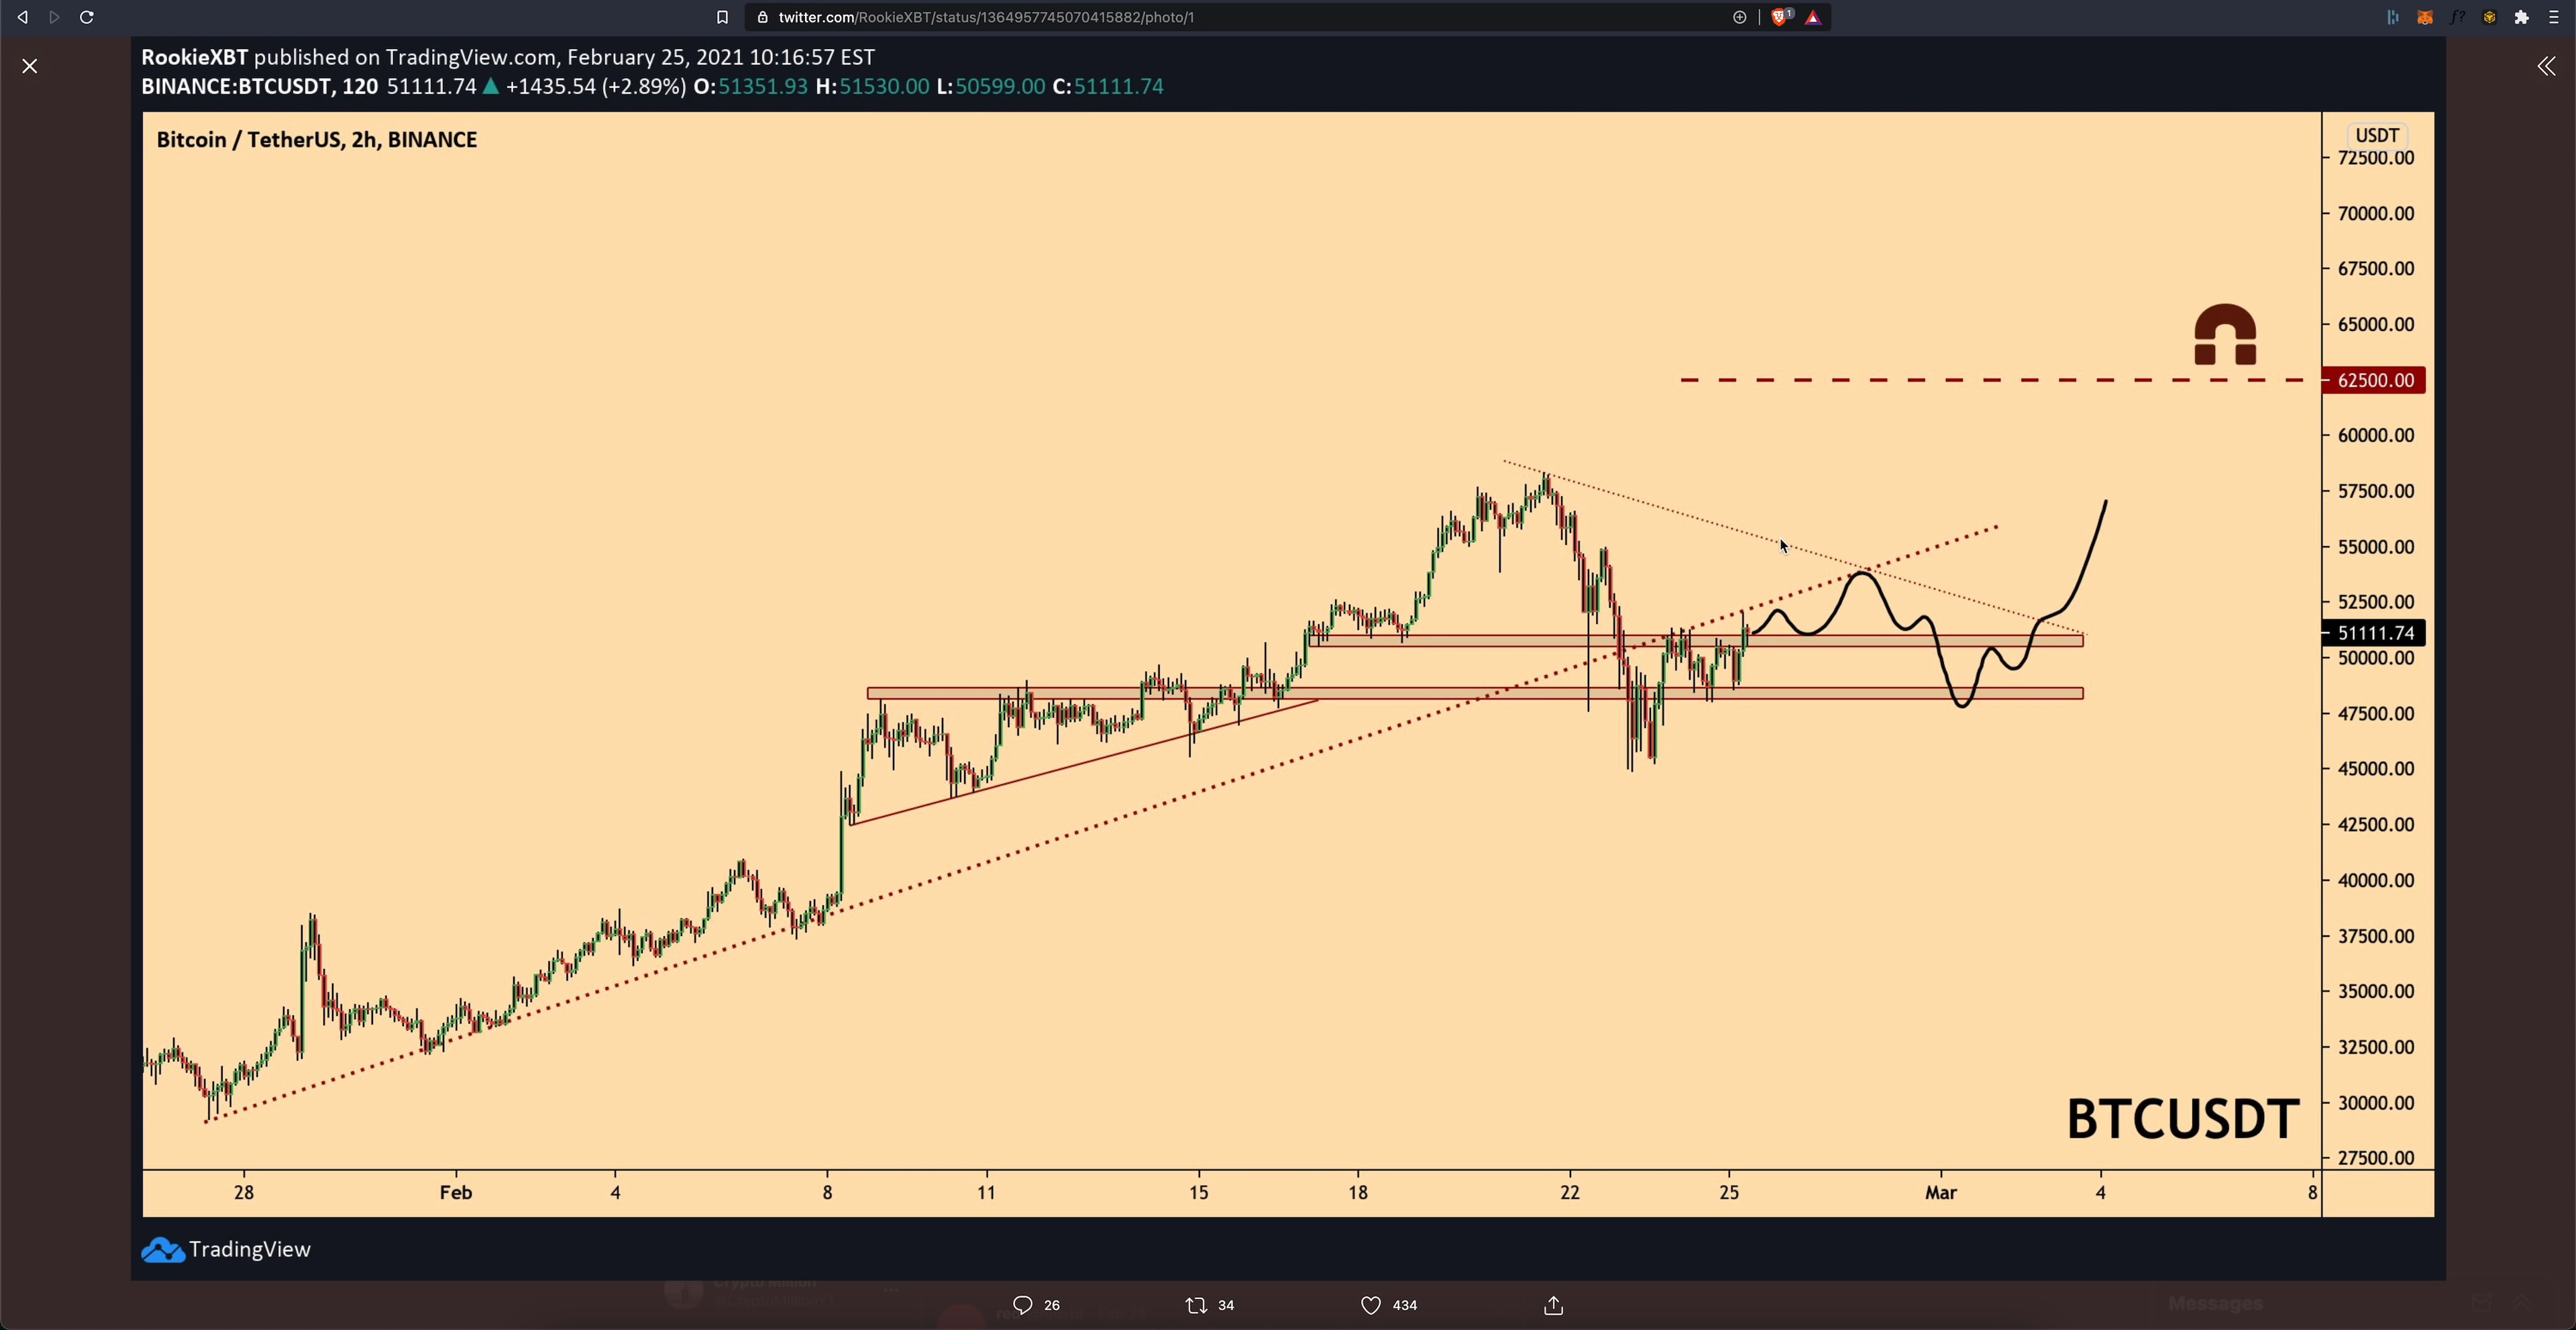 twitter.com/RookieXBT/status/1364957745070415882/photo/1
1
f?
RookieXBT published on TradingView.com, February 25, 2021 10:16:57 EST
BINANCE:BTCUSDT, 120 51111.74 ▲ +1435.54 (+2.89%) O:51351.93 H:51530.00 L:50599.00 C:51111.74
Bitcoin / TetherUS, 2h, BINANCE
USDT
72500.00
70000.00
67500.00
65000.00
62500.00
60000.00
57500.00
55000.00
52500.00
51111.74
50000.00
47500.00
45000.00
42500.00
40000.00
37500.00
35000.00
32500.00
30000.00
27500.00
BTCUSDT
28 Feb 4 8 11 15 18 22 25 Mar 4 8
TradingView
Crypto Million
26 34 434
Messages